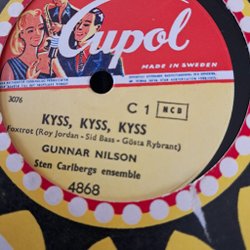 Cupol
MADE IN SWEDEN
3076
C 1 NCB
KYSS, KYSS, KYSS
Foxtrot (Roy Jordan - Sid Bass - Gösta Rybrant)
GUNNAR NILSON
Sten Carlbergs ensemble
4868